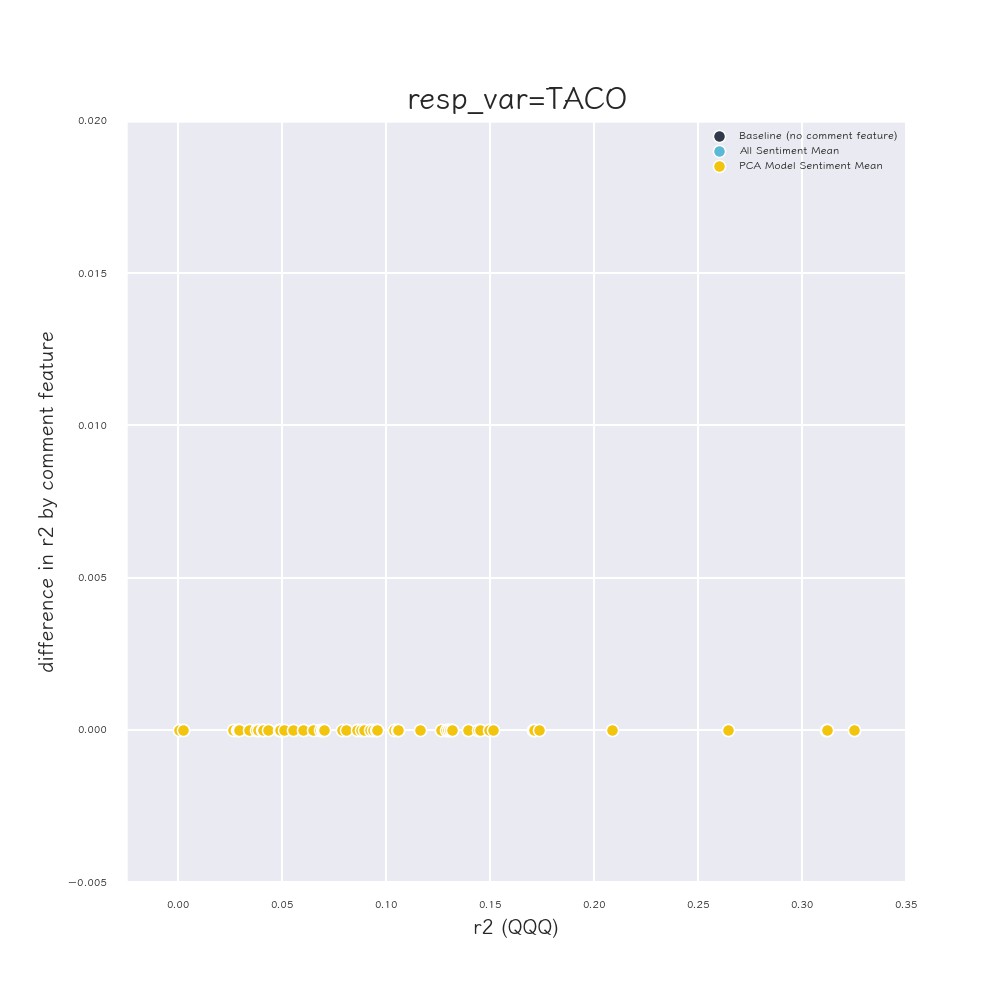 resp_var=TACO
Baseline (no comment feature)
All Sentiment Mean
PCA Model Sentiment Mean
difference in r2 by comment feature
0.020
0.015
0.010
0.005
0.000
−0.005
0.00 0.05 0.10 0.15 0.20 0.25 0.30 0.35
r2 (QQQ)